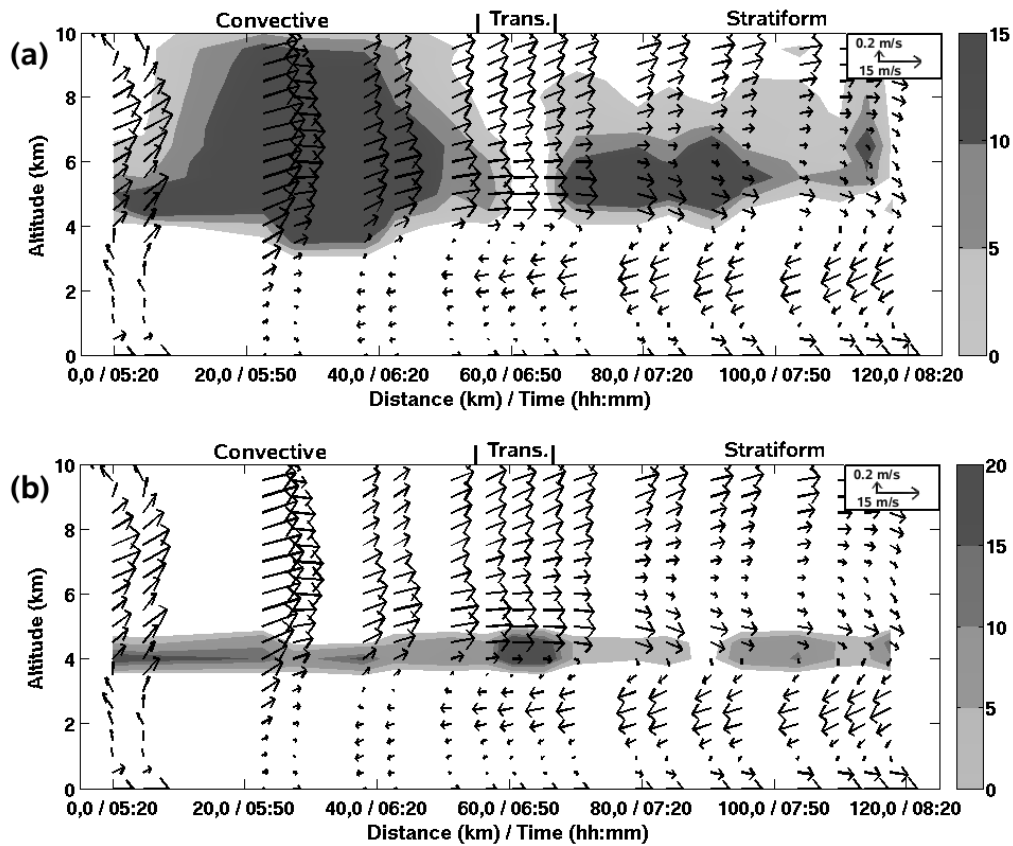 Convective Trans. Stratiform
(a)
10
8
6
4
2
0
Altitude (km)
0.2 m/s
15 m/s
15
10
5
0
0,0 / 05:20 20,0 / 05:50 40,0 / 06:20 60,0 / 06:50 80,0 / 07:20 100,0 / 07:50 120,0 / 08:20
Distance (km) / Time (hh:mm)
Convective Trans. Stratiform
(b)
10
8
6
4
2
0
Altitude (km)
0.2 m/s
15 m/s
20
15
10
5
0
0,0 / 05:20 20,0 / 05:50 40,0 / 06:20 60,0 / 06:50 80,0 / 07:20 100,0 / 07:50 120,0 / 08:20
Distance (km) / Time (hh:mm)